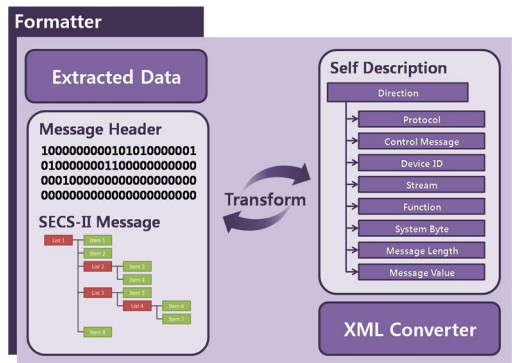 Formatter
Extracted Data
Message Header
10000000001010100000001
01000000011000000000000
00010000000000000000000
00000000000000000000000
SECS-II Message
List 1
Item 1
Item 2
List 2
Item 3
Item 4
List 3
Item 5
List 4
Item 6
Item 7
Item 8
Transform
Self Description
Direction
Protocol
Control Message
Device ID
Stream
Function
System Byte
Message Length
Message Value
XML Converter